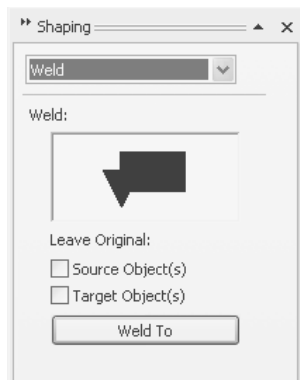 Shaping
Weld
Weld:
Leave Original:
Source Object(s)
Target Object(s)
Weld To